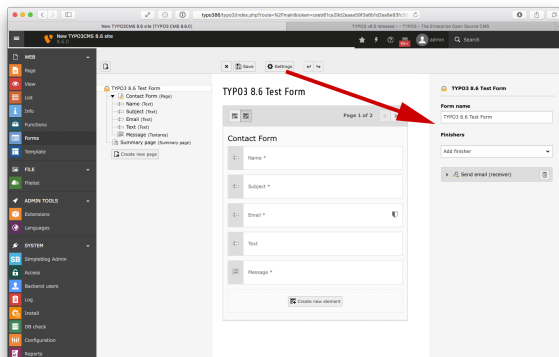 New TYPO3CMS 8.6 site [TYPO3 8.6.0]
TYPO3 v8.6 released - - TYPO3 - The Enterprise Open Source CMS
New TYPO3CMS 8.6 site
8.6.0
admin
Search
WEB
Page
View
List
Info
Functions
Forms
Template
FILE
Filelist
ADMIN TOOLS
Extensions
Languages
SYSTEM
SB Simpleblog Admin
Access
Backend users
Log
Install
DB check
Configuration
Reports
TYPO3 8.6 Test Form
Contact Form (Page)
Name (Text)
Subject (Text)
Email (Text)
Text (Text)
Message (Textarea)
Summary page (Summary page)
Create new page
Save
Settings
TYPO3 8.6 Test Form
Page 1 of 2
Contact Form
Name *
Subject *
Email *
Text
Message *
Create new element
TYPO3 8.6 Test Form
Form name
TYPO3 8.6 Test Form
Finishers
Add finisher
Send email (receiver)